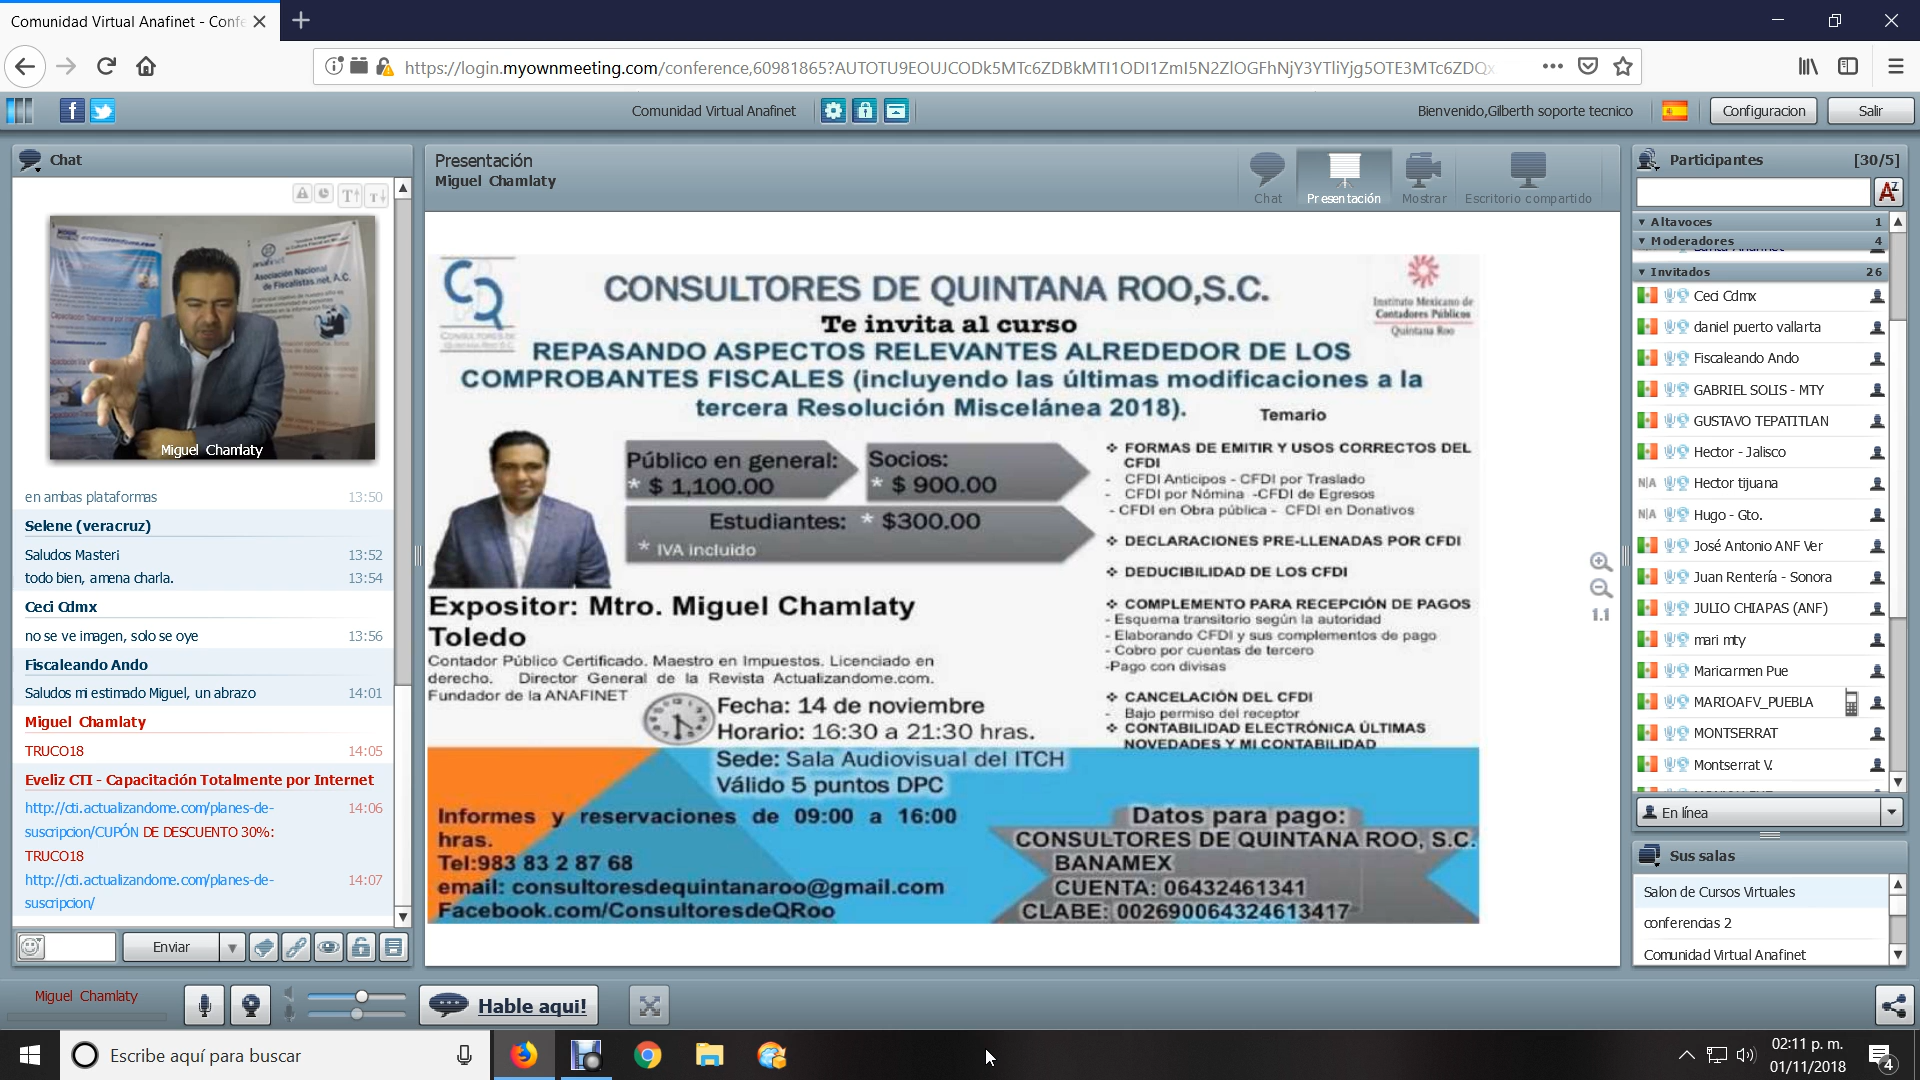 Comunidad Virtual Anafinet - Confe
https://login.myownmeeting.com/conference,60981865?AUTOTU9EOUJCODk5MTc6ZDBkMTI1ODI1ZmI5N2ZlOGFhNjY3YTliYjg5OTE3MTc6ZDQx
Comunidad Virtual Anafinet
Bienvenido,Gilberth soporte tecnico
Configuracion
Salir
Chat
Miguel Chamlaty
en ambas plataformas 13:50
Selene (veracruz)
Saludos Masteri 13:52
todo bien, amena charla. 13:54
Ceci Cdmx
no se ve imagen, solo se oye 13:56
Fiscaleando Ando
Saludos mi estimado Miguel, un abrazo 14:01
Miguel Chamlaty
TRUCO18 14:05
Eveliz CTI - Capacitación Totalmente por Internet
http://cti.actualizandome.com/planes-de- 14:06
suscripcion/CUPÓN DE DESCUENTO 30%:
TRUCO18
http://cti.actualizandome.com/planes-de- 14:07
suscripcion/
Enviar
Presentación
Miguel Chamlaty
Chat
Presentación
Mostrar
Escritorio compartido
CONSULTORES DE QUINTANA ROO,S.C.
Te invita al curso
Instituto Mexicano de
Contadores Públicos
Quintana Roo
REPASANDO ASPECTOS RELEVANTES ALREDEDOR DE LOS
COMPROBANTES FISCALES (incluyendo las últimas modificaciones a la
tercera Resolución Miscelánea 2018).
Público en general:
* $ 1,100.00
Socios:
* $ 900.00
Estudiantes: * $300.00
* IVA incluido
Expositor: Mtro. Miguel Chamlaty
Toledo
Contador Público Certificado. Maestro en Impuestos. Licenciado en
derecho. Director General de la Revista Actualizandome.com.
Fundador de la ANAFINET
Fecha: 14 de noviembre
Horario: 16:30 a 21:30 hras.
Sede: Sala Audiovisual del ITCH
Válido 5 puntos DPC
Temario
❖ FORMAS DE EMITIR Y USOS CORRECTOS DEL
CFDI
- CFDI Anticipos - CFDI por Traslado
- CFDI por Nómina -CFDI de Egresos
- CFDI en Obra pública - CFDI en Donativos
❖ DECLARACIONES PRE-LLENADAS POR CFDI
❖ DEDUCIBILIDAD DE LOS CFDI
❖ COMPLEMENTO PARA RECEPCIÓN DE PAGOS
- Esquema transitorio según la autoridad
- Elaborando CFDI y sus complementos de pago
- Cobro por cuentas de tercero
-Pago con divisas
❖ CANCELACIÓN DEL CFDI
- Bajo permiso del receptor
❖ CONTABILIDAD ELECTRÓNICA ÚLTIMAS
NOVEDADES Y MI CONTABILIDAD
Informes y reservaciones de 09:00 a 16:00
hras.
Tel:983 83 2 87 68
email: consultoresdequintanaroo@gmail.com
Facebook.com/ConsultoresdeQRoo
Datos para pago:
CONSULTORES DE QUINTANA ROO, S.C.
BANAMEX
CUENTA: 06432461341
CLABE: 002690064324613417
1.1
Participantes [30/5]
Altavoces 1
Moderadores 4
Invitados 26
Ceci Cdmx
daniel puerto vallarta
Fiscaleando Ando
GABRIEL SOLIS - MTY
GUSTAVO TEPATITLAN
Hector - Jalisco
N/A Hector tijuana
N/A Hugo - Gto.
José Antonio ANF Ver
Juan Rentería - Sonora
JULIO CHIAPAS (ANF)
mari mty
Maricarmen Pue
MARIOAFV_PUEBLA
MONTSERRAT
Montserrat V.
En línea
Sus salas
Salon de Cursos Virtuales
conferencias 2
Comunidad Virtual Anafinet
Miguel Chamlaty
Hable aqui!
Escribe aquí para buscar
02:11 p. m.
01/11/2018
4